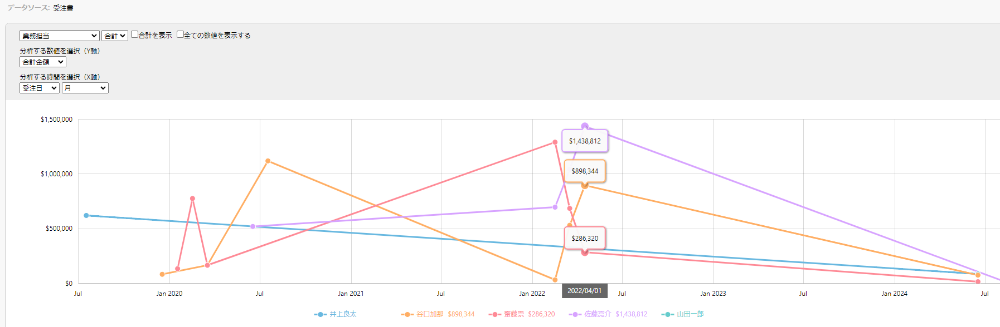 データソース: 受注書
業務担当 合計 合計を表示 全ての数値を表示する
分析する数値を選択（Y軸）
合計金額
分析する時間を選択（X軸）
受注日 月
$1,500,000
$1,000,000
$500,000
$0
$1,438,812
$898,344
$286,320
Jul Jan 2020 Jul Jan 2021 Jul Jan 2022 2022/04/01 Jul Jan 2023 Jul Jan 2024 Jul
井上良太 谷口加那 $898,344 齋藤崇 $286,320 佐藤亮介 $1,438,812 山田一郎